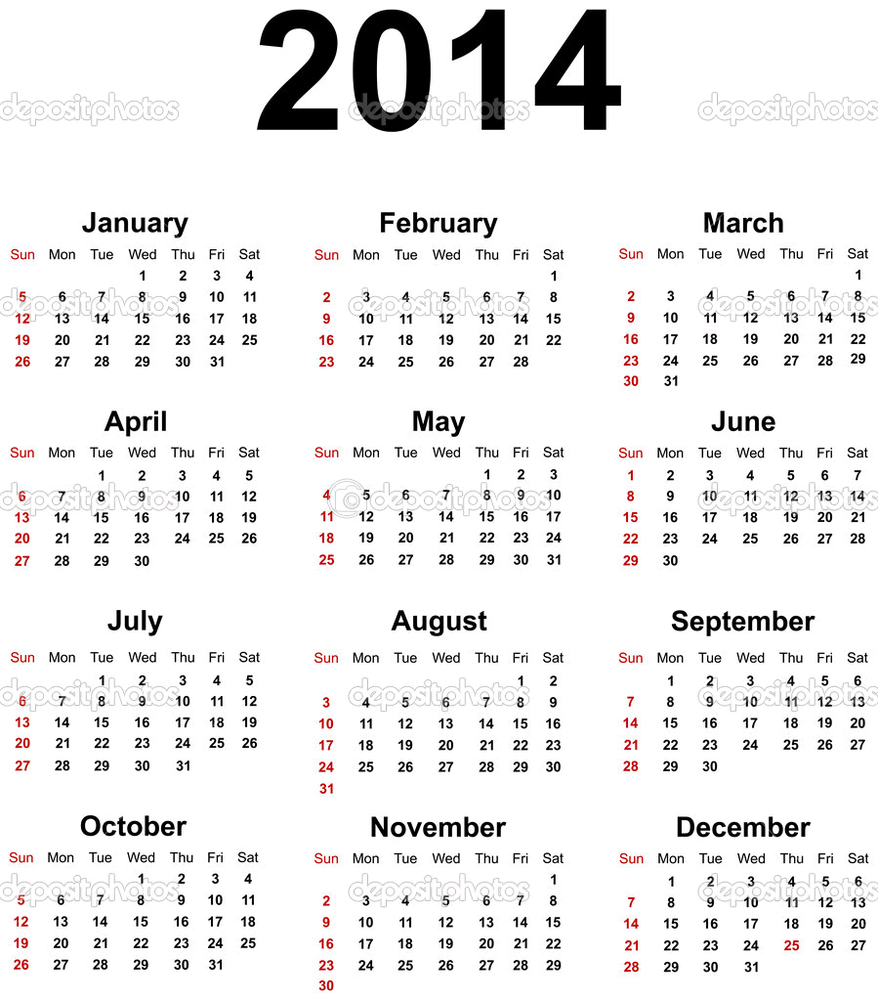 2014
depositphotos depositphotos depositphotos
January February March
Sun Mon Tue Wed Thu Fri Sat Sun Mon Tue Wed Thu Fri Sat Sun Mon Tue Wed Thu Fri Sat
1 2 3 4 1 1
5 6 7 8 9 10 11 2 3 4 5 6 7 8 2 3 4 5 6 7 8
depositphotos depositphotos depositphotos
12 13 14 15 16 17 18 9 10 11 12 13 14 15 9 10 11 12 13 14 15
19 20 21 22 23 24 25 16 17 18 19 20 21 22 16 17 18 19 20 21 22
26 27 28 29 30 31 23 24 25 26 27 28 23 24 25 26 27 28 29
30 31
April May June
Sun Mon Tue Wed Thu Fri Sat Sun Mon Tue Wed Thu Fri Sat Sun Mon Tue Wed Thu Fri Sat
1 2 3 4 5 1 2 3 1 2 3 4 5 6 7
6 7 8 9 10 11 12 4 5 6 7 8 9 10 8 9 10 11 12 13 14
depositphotos © depositphotos depositphotos
13 14 15 16 17 18 19 11 12 13 14 15 16 17 15 16 17 18 19 20 21
20 21 22 23 24 25 26 18 19 20 21 22 23 24 22 23 24 25 26 27 28
27 28 29 30 25 26 27 28 29 30 31 29 30
July August September
Sun Mon Tue Wed Thu Fri Sat Sun Mon Tue Wed Thu Fri Sat Sun Mon Tue Wed Thu Fri Sat
1 2 3 4 5 1 2 1 2 3 4 5 6
depositphotos depositphotos depositphotos
6 7 8 9 10 11 12 3 4 5 6 7 8 9 7 8 9 10 11 12 13
13 14 15 16 17 18 19 10 11 12 13 14 15 16 14 15 16 17 18 19 20
20 21 22 23 24 25 26 17 18 19 20 21 22 23 21 22 23 24 25 26 27
27 28 29 30 31 24 25 26 27 28 29 30 28 29 30
31
October November December
Sun Mon Tue Wed Thu Fri Sat Sun Mon Tue Wed Thu Fri Sat Sun Mon Tue Wed Thu Fri Sat
1 2 3 4 1 1 2 3 4 5 6
depositphotos depositphotos depositphotos
5 6 7 8 9 10 11 2 3 4 5 6 7 8 7 8 9 10 11 12 13
12 13 14 15 16 17 18 9 10 11 12 13 14 15 14 15 16 17 18 19 20
19 20 21 22 23 24 25 16 17 18 19 20 21 22 21 22 23 24 25 26 27
26 27 28 29 30 31 23 24 25 26 27 28 29 28 29 30 31
30